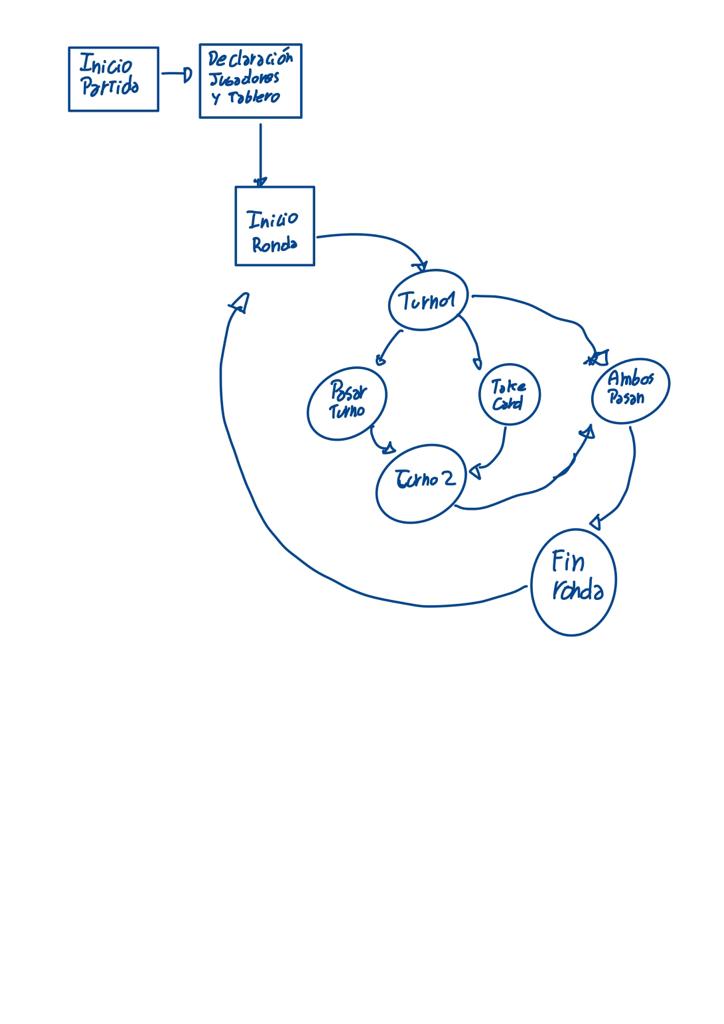 Inicio
Partida
Declaración
Jugadores
y Tablero
Inicio
Ronda
Turno1
Pasar
Turno
Take
Card
Ambos
Pasan
Turno 2
Fin
ronda